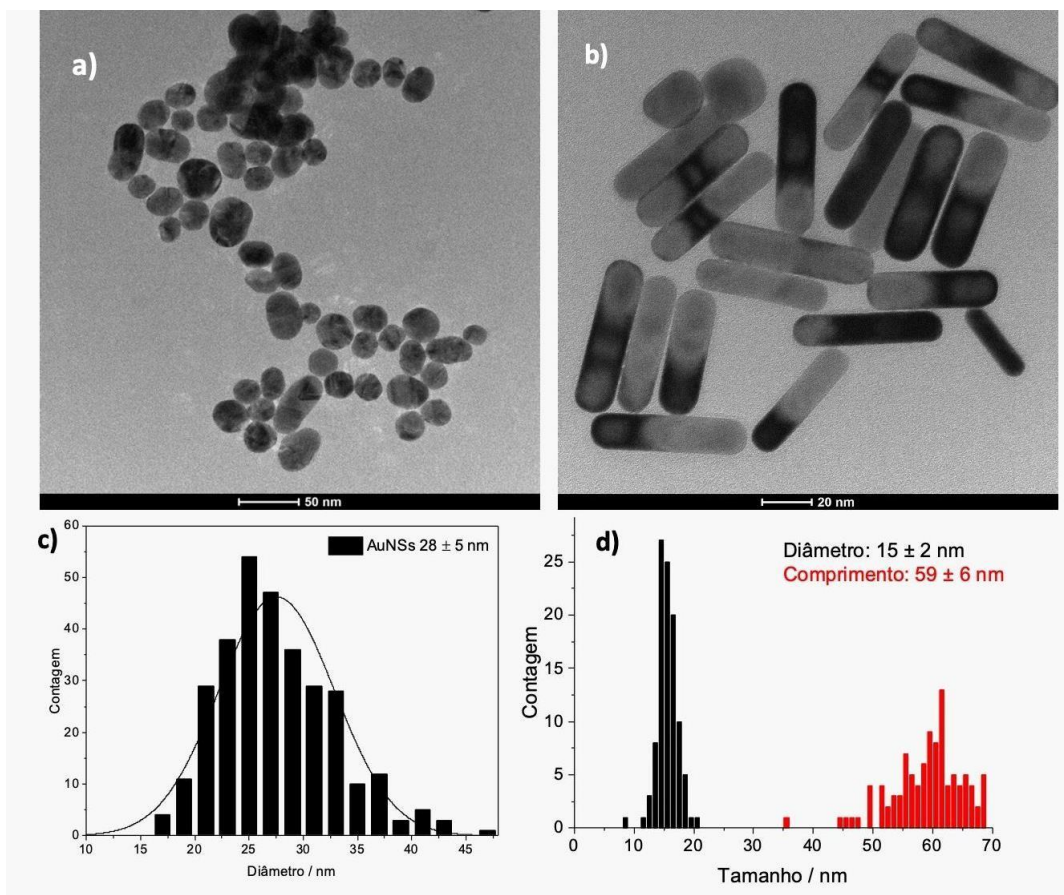 a)
b)
50 nm
20 nm
c)
AuNSs 28 ± 5 nm
60
50
40
30
20
10
0
Contagem
10 15 20 25 30 35 40 45
Diâmetro / nm
d)
Diâmetro: 15 ± 2 nm
Comprimento: 59 ± 6 nm
25
20
15
10
5
0
Contagem
0 10 20 30 40 50 60 70
Tamanho / nm